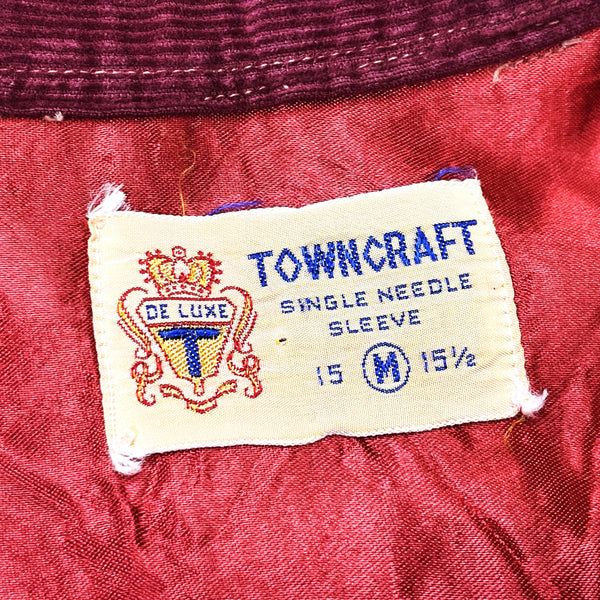 DE LUXE
T
TOWNCRAFT
SINGLE NEEDLE
SLEEVE
15 M 15½